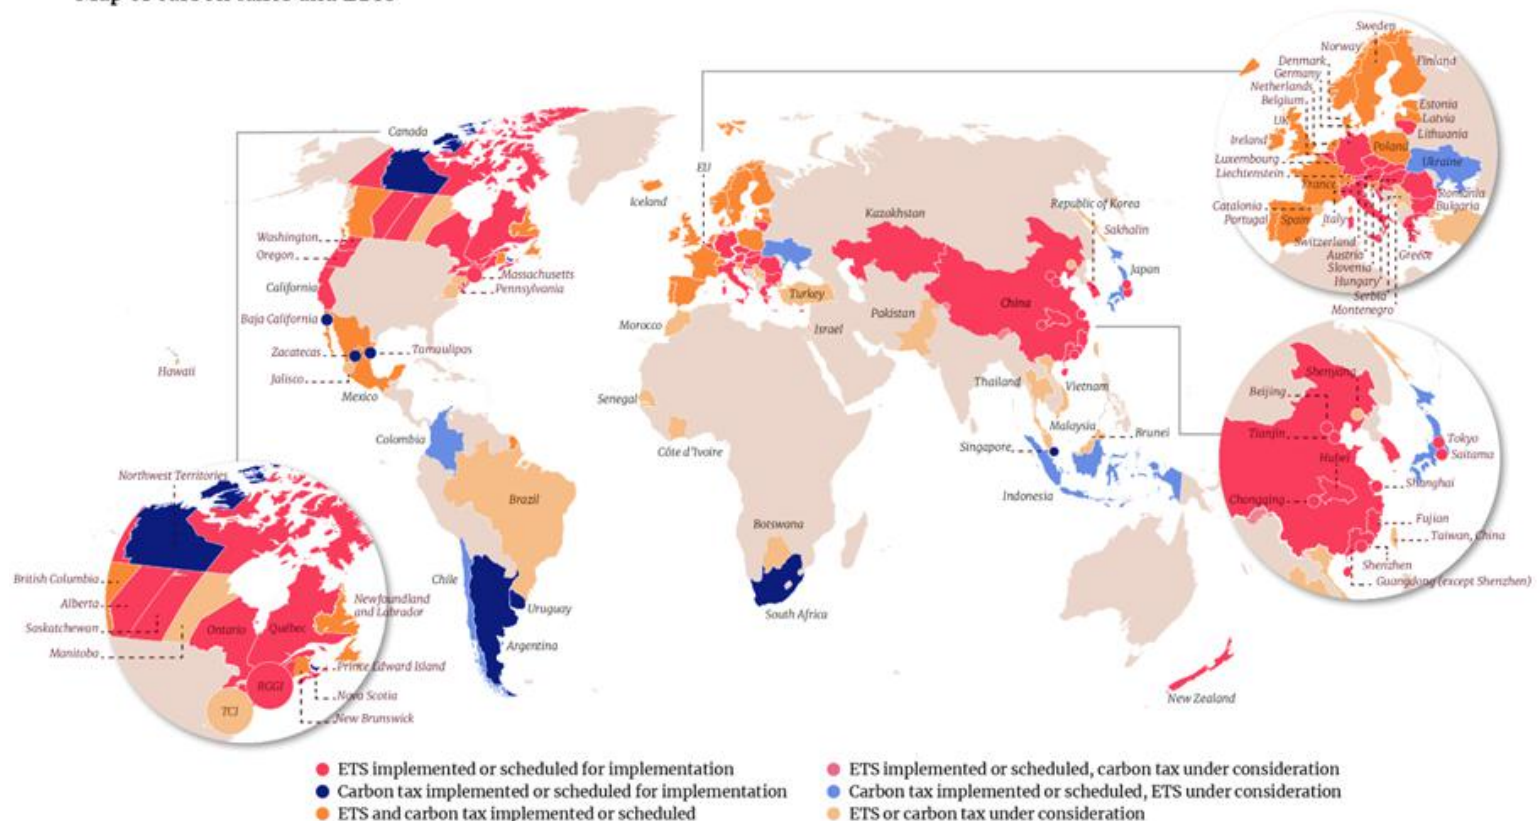 Canada
Washington
Oregon
California
Baja California
Zacatecas
Jalisco
Mexico
Hawaii
Massachusetts
Pennsylvania
Tamaulipas
Colombia
Brazil
Chile
Uruguay
Argentina
Iceland
EU
Morocco
Senegal
Côte d'Ivoire
Botswana
South Africa
Turkey
Israel
Kazakhstan
Pakistan
China
Republic of Korea
Sakhalin
Japan
Thailand
Vietnam
Malaysia
Brunei
Singapore
Indonesia
New Zealand
Sweden
Norway
Denmark
Germany
Netherlands
Belgium
UK
Ireland
Luxembourg
Liechtenstein
Catalonia
Portugal
Spain
France
Italy
Switzerland
Austria
Slovenia
Hungary
Serbia
Montenegro
Greece
Bulgaria
Romania
Ukraine
Poland
Lithuania
Latvia
Estonia
Finland
Shenyang
Beijing
Tianjin
Hubei
Chongqing
Tokyo
Saitama
Shanghai
Fujian
Taiwan, China
Shenzhen
Guangdong (except Shenzhen)
Northwest Territories
British Columbia
Alberta
Saskatchewan
Manitoba
Ontario
Québec
Newfoundland
and Labrador
Prince Edward Island
Nova Scotia
New Brunswick
RGGI
TCI
ETS implemented or scheduled for implementation
Carbon tax implemented or scheduled for implementation
ETS and carbon tax implemented or scheduled
ETS implemented or scheduled, carbon tax under consideration
Carbon tax implemented or scheduled, ETS under consideration
ETS or carbon tax under consideration